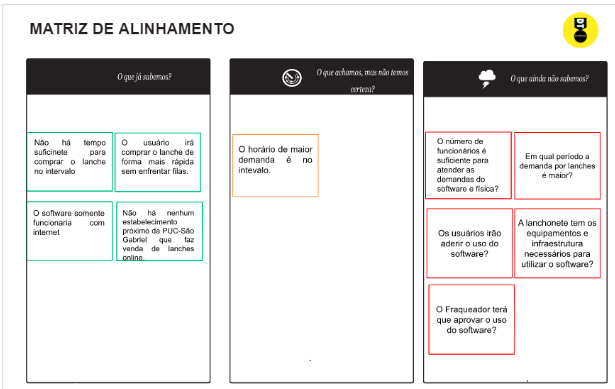 MATRIZ DE ALINHAMENTO
DT
O que já sabemos?
Não há tempo
suficinete para
comprar o lanche
no intervalo
O usuário irá
comprar o lanche de
forma mais rápida
sem enfrentar filas.
O software somente
funcionaria com
internet
Não há nenhum
estabelecimento
próximo da PUC-São
Gabriel que faz
venda de lanches
online.
O que achamos, mas não temos
certeza?
O horário de maior
demanda é no
intevalo.
O que ainda não sabemos?
O número de
funcionários é
suficiente para
atender as
demandas do
software e física?
Em qual período a
demanda por lanches
é maior?
Os usuários irão
aderir o uso do
software?
A lanchonete tem os
equipamentos e
infraestrutura
necessários para
utilizar o software?
O Fraqueador terá
que aprovar o uso
do software?